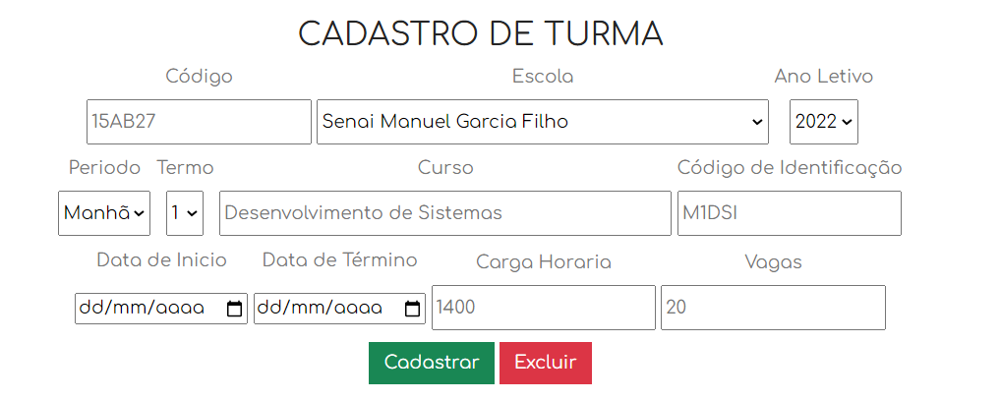 CADASTRO DE TURMA
Código Escola Ano Letivo
15AB27 Senai Manuel Garcia Filho 2022
Periodo Termo Curso Código de Identificação
Manhã 1 Desenvolvimento de Sistemas M1DSI
Data de Inicio Data de Término Carga Horaria Vagas
dd/mm/aaaa dd/mm/aaaa 1400 20
Cadastrar Excluir